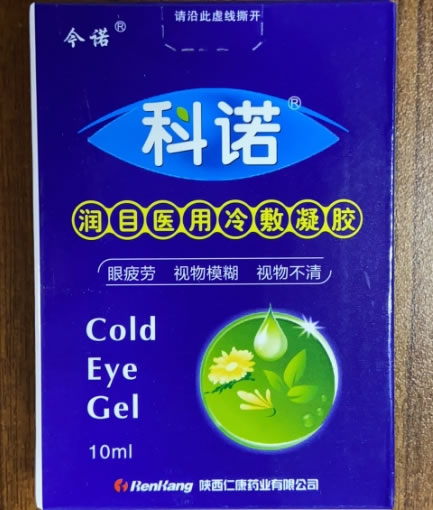 请沿此虚线撕开
今诺®
科诺®
润目医用冷敷凝胶
眼疲劳 视物模糊 视物不清
Cold
Eye
Gel
10ml
RenKang 陕西仁康药业有限公司